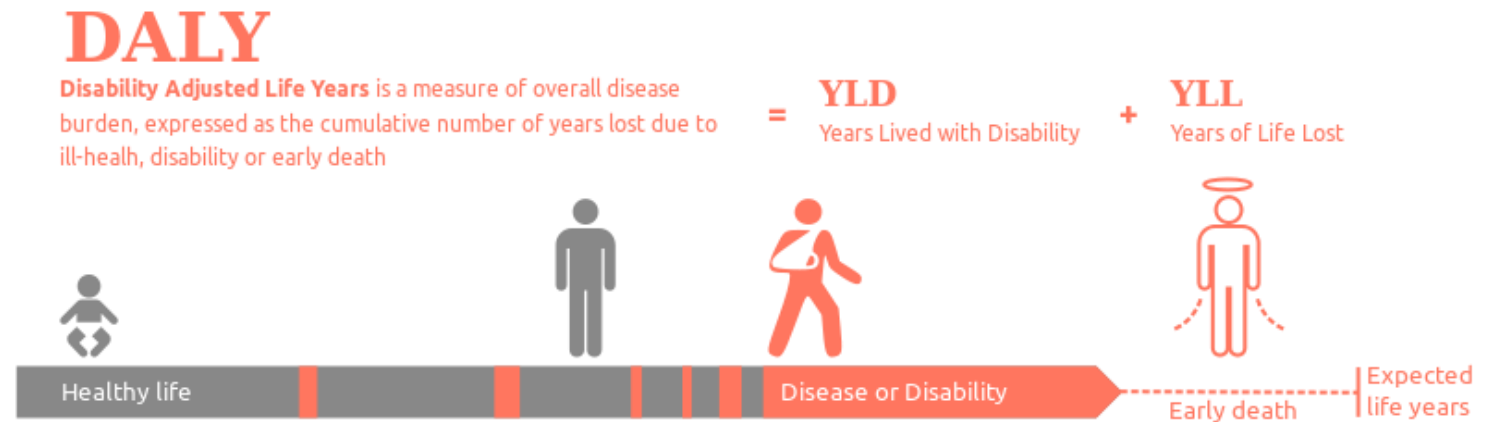 DALY
Disability Adjusted Life Years is a measure of overall disease
burden, expressed as the cumulative number of years lost due to
ill-healh, disability or early death
=
YLD
Years Lived with Disability
+
YLL
Years of Life Lost
Healthy life
Disease or Disability
Early death
Expected
life years